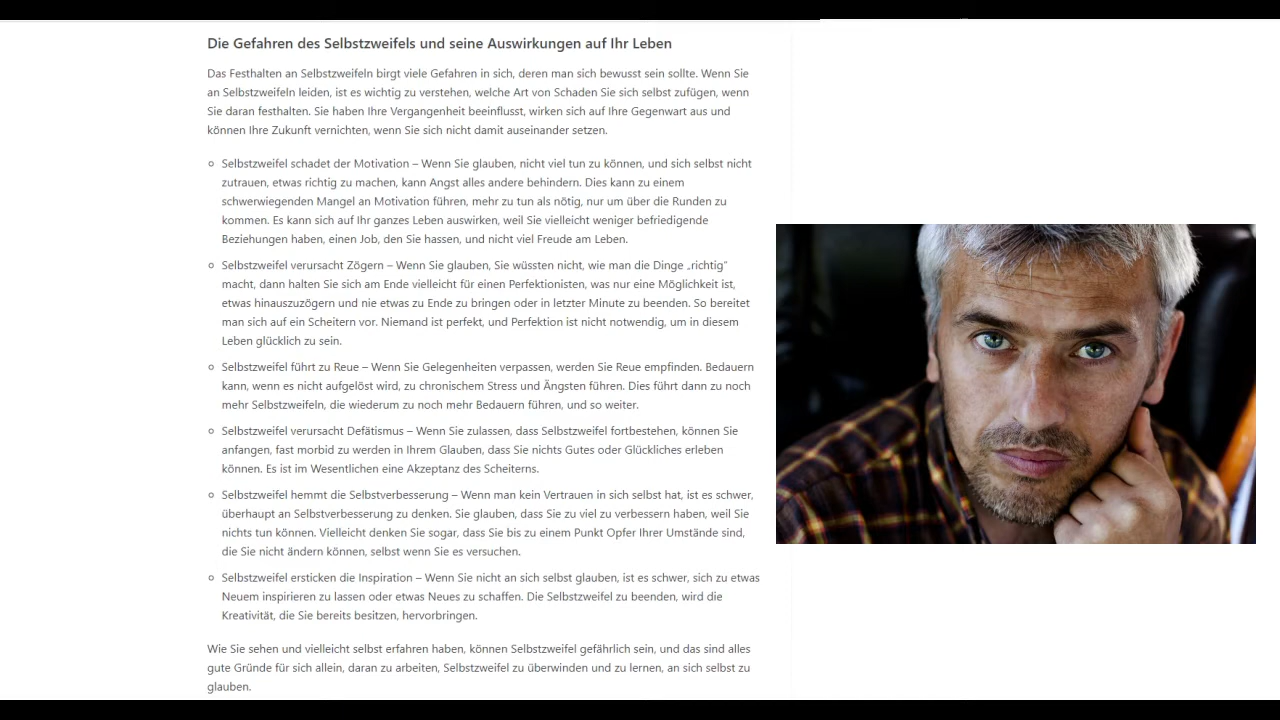 Die Gefahren des Selbstzweifels und seine Auswirkungen auf Ihr Leben
Das Festhalten an Selbstzweifeln birgt viele Gefahren in sich, deren man sich bewusst sein sollte. Wenn Sie
an Selbstzweifeln leiden, ist es wichtig zu verstehen, welche Art von Schaden Sie sich selbst zufügen, wenn
Sie daran festhalten. Sie haben Ihre Vergangenheit beeinflusst, wirken sich auf Ihre Gegenwart aus und
können Ihre Zukunft vernichten, wenn Sie sich nicht damit auseinander setzen.
Selbstzweifel schadet der Motivation – Wenn Sie glauben, nicht viel tun zu können, und sich selbst nicht
zutrauen, etwas richtig zu machen, kann Angst alles andere behindern. Dies kann zu einem
schwerwiegenden Mangel an Motivation führen, mehr zu tun als nötig, nur um über die Runden zu
kommen. Es kann sich auf Ihr ganzes Leben auswirken, weil Sie vielleicht weniger befriedigende
Beziehungen haben, einen Job, den Sie hassen, und nicht viel Freude am Leben.
Selbstzweifel verursacht Zögern – Wenn Sie glauben, Sie wüssten nicht, wie man die Dinge „richtig“
macht, dann halten Sie sich am Ende vielleicht für einen Perfektionisten, was nur eine Möglichkeit ist,
etwas hinauszuzögern und nie etwas zu Ende zu bringen oder in letzter Minute zu beenden. So bereitet
man sich auf ein Scheitern vor. Niemand ist perfekt, und Perfektion ist nicht notwendig, um in diesem
Leben glücklich zu sein.
Selbstzweifel führt zu Reue – Wenn Sie Gelegenheiten verpassen, werden Sie Reue empfinden. Bedauern
kann, wenn es nicht aufgelöst wird, zu chronischem Stress und Ängsten führen. Dies führt dann zu noch
mehr Selbstzweifeln, die wiederum zu noch mehr Bedauern führen, und so weiter.
Selbstzweifel verursacht Defätismus – Wenn Sie zulassen, dass Selbstzweifel fortbestehen, können Sie
anfangen, fast morbid zu werden in Ihrem Glauben, dass Sie nichts Gutes oder Glückliches erleben
können. Es ist im Wesentlichen eine Akzeptanz des Scheiterns.
Selbstzweifel hemmt die Selbstverbesserung – Wenn man kein Vertrauen in sich selbst hat, ist es schwer,
überhaupt an Selbstverbesserung zu denken. Sie glauben, dass Sie zu viel zu verbessern haben, weil Sie
nichts tun können. Vielleicht denken Sie sogar, dass Sie bis zu einem Punkt Opfer Ihrer Umstände sind,
die Sie nicht ändern können, selbst wenn Sie es versuchen.
Selbstzweifel ersticken die Inspiration – Wenn Sie nicht an sich selbst glauben, ist es schwer, sich zu etwas
Neuem inspirieren zu lassen oder etwas Neues zu schaffen. Die Selbstzweifel zu beenden, wird die
Kreativität, die Sie bereits besitzen, hervorbringen.
Wie Sie sehen und vielleicht selbst erfahren haben, können Selbstzweifel gefährlich sein, und das sind alles
gute Gründe für sich allein, daran zu arbeiten, Selbstzweifel zu überwinden und zu lernen, an sich selbst zu
glauben.